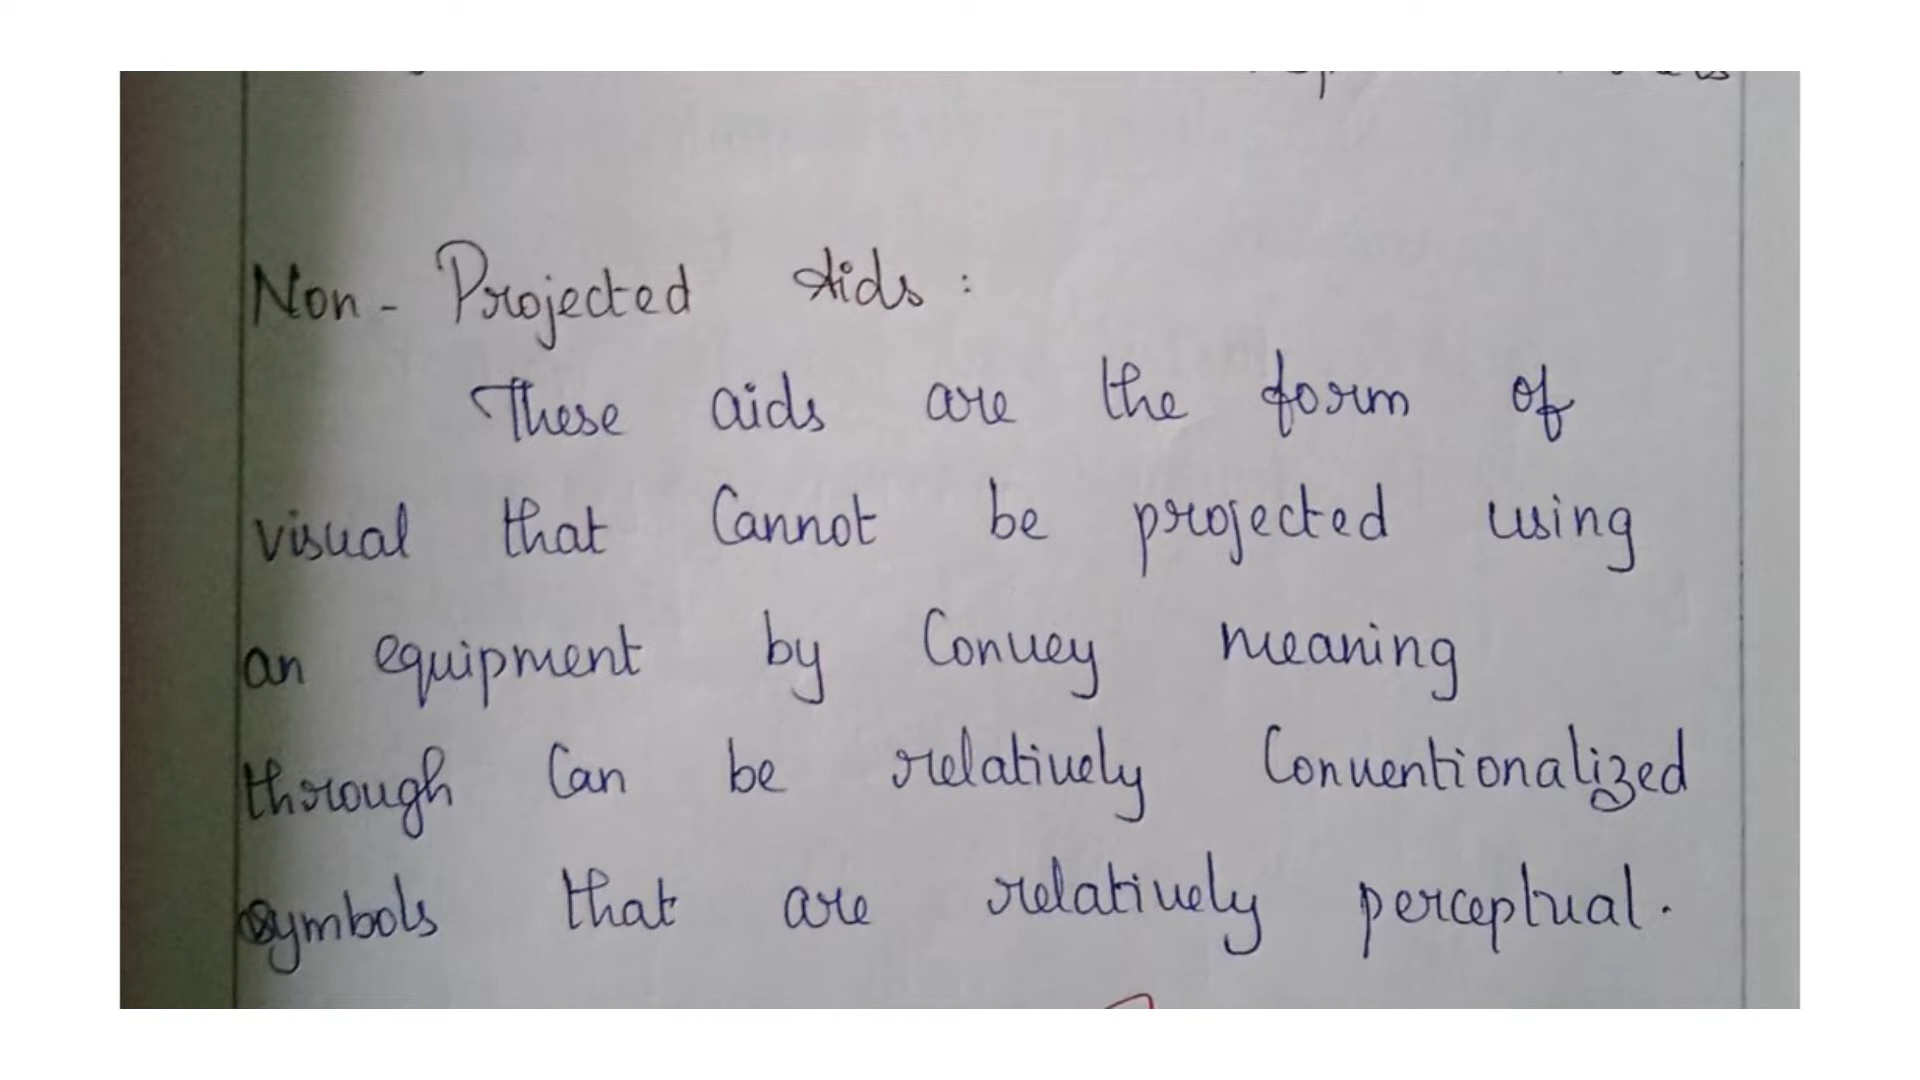 Non - Projected Aids :
These aids are the form of
visual that Cannot be projected using
an equipment by Convey meaning
through Can be relatively Conventionalized
symbols that are relatively perceptual.